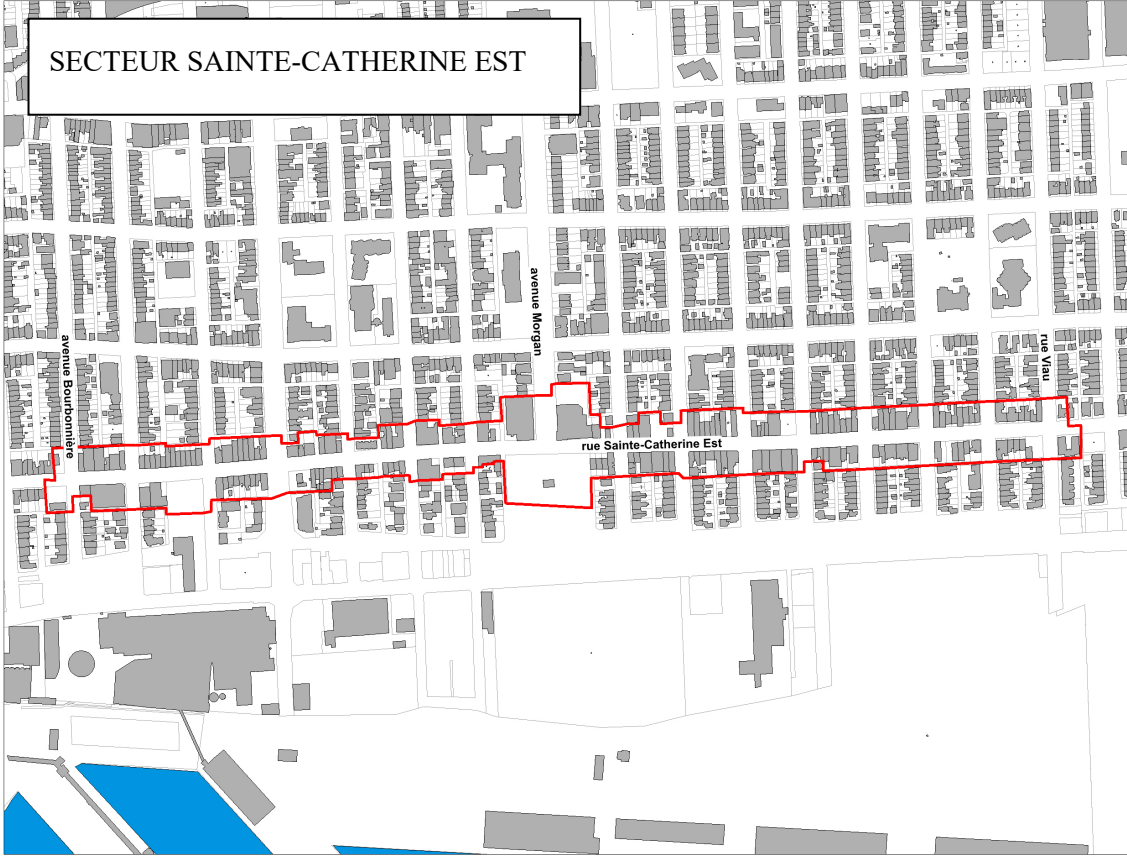 SECTEUR SAINTE-CATHERINE EST
avenue Morgan
avenue Bourbonnière
rue Viau
rue Sainte-Catherine Est